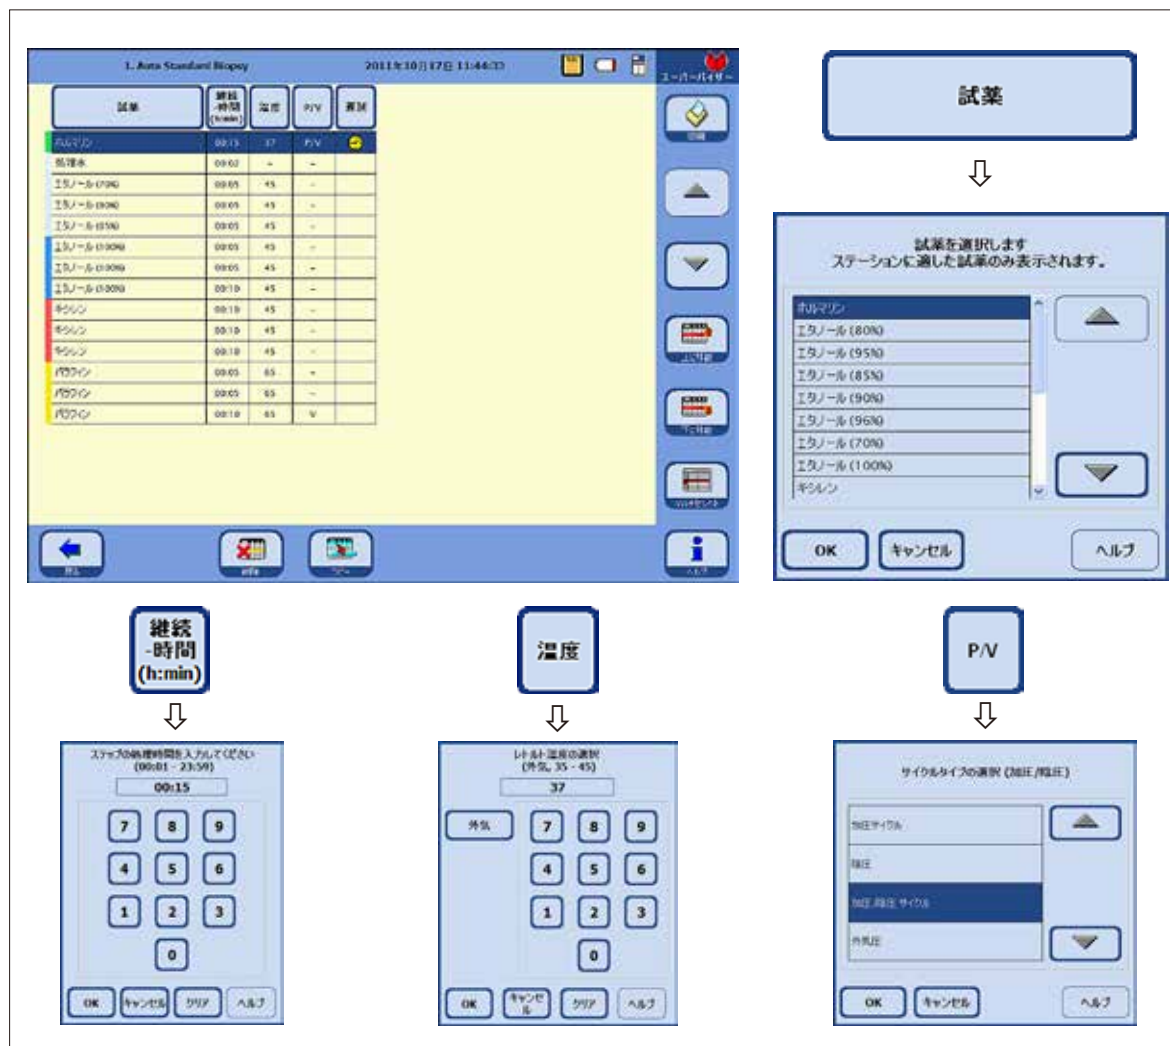 1. Auto Standard Biopsy 2011年10月17日 11:44:33
スーパーバイザー
試薬 継続-時間(h:min) 温度 P/V 遅延
ホルマリン 00:15 37 P/V
処理水 00:02 - -
エタノール (70%) 00:05 45 -
エタノール (80%) 00:05 45 -
エタノール (95%) 00:05 45 -
エタノール (100%) 00:05 45 -
エタノール (100%) 00:05 45 -
エタノール (100%) 00:10 45 -
キシレン 00:10 45 -
キシレン 00:10 45 -
キシレン 00:10 45 -
パラフィン 00:05 65 -
パラフィン 00:05 65 -
パラフィン 00:10 65 V
戻る
コピー
ヘルプ
試薬
試薬を選択します
ステーションに適した試薬のみ表示されます。
ホルマリン
エタノール (80%)
エタノール (95%)
エタノール (85%)
エタノール (90%)
エタノール (96%)
エタノール (70%)
エタノール (100%)
キシレン
OK キャンセル ヘルプ
継続
-時間
(h:min)
ステップの処理時間を入力してください
(00:01 - 23:59)
00:15
7 8 9
4 5 6
1 2 3
0
OK キャンセル クリア ヘルプ
温度
レトルト温度の選択
(外気, 35 - 45)
37
外気 7 8 9
4 5 6
1 2 3
0
OK キャンセル クリア ヘルプ
P/V
サイクルタイプの選択 (加圧/陰圧)
加圧サイクル
陰圧
加圧/陰圧 サイクル
外気圧
OK キャンセル ヘルプ